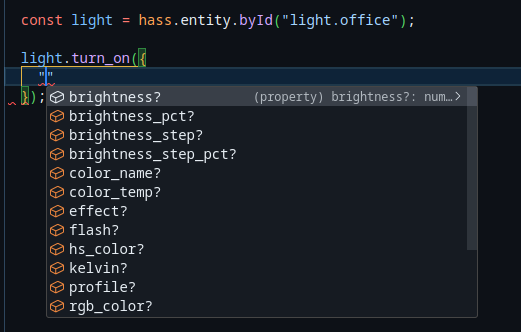 const light = hass.entity.byId("light.office");
light.turn_on({
""
});
brightness? (property) brightness?: num…
brightness_pct?
brightness_step?
brightness_step_pct?
color_name?
color_temp?
effect?
flash?
hs_color?
kelvin?
profile?
rgb_color?